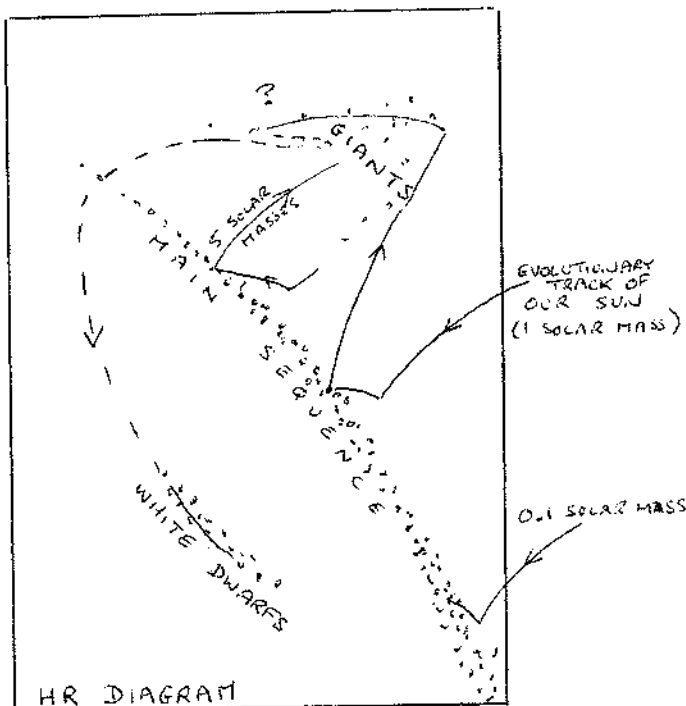 ?
GIANTS
5 SOLAR
MASSES
MAIN
SEQUENCE
EVOLUTIONARY
TRACK OF
OUR SUN
(1 SOLAR MASS)
0.1 SOLAR MASS
WHITE DWARFS
HR DIAGRAM